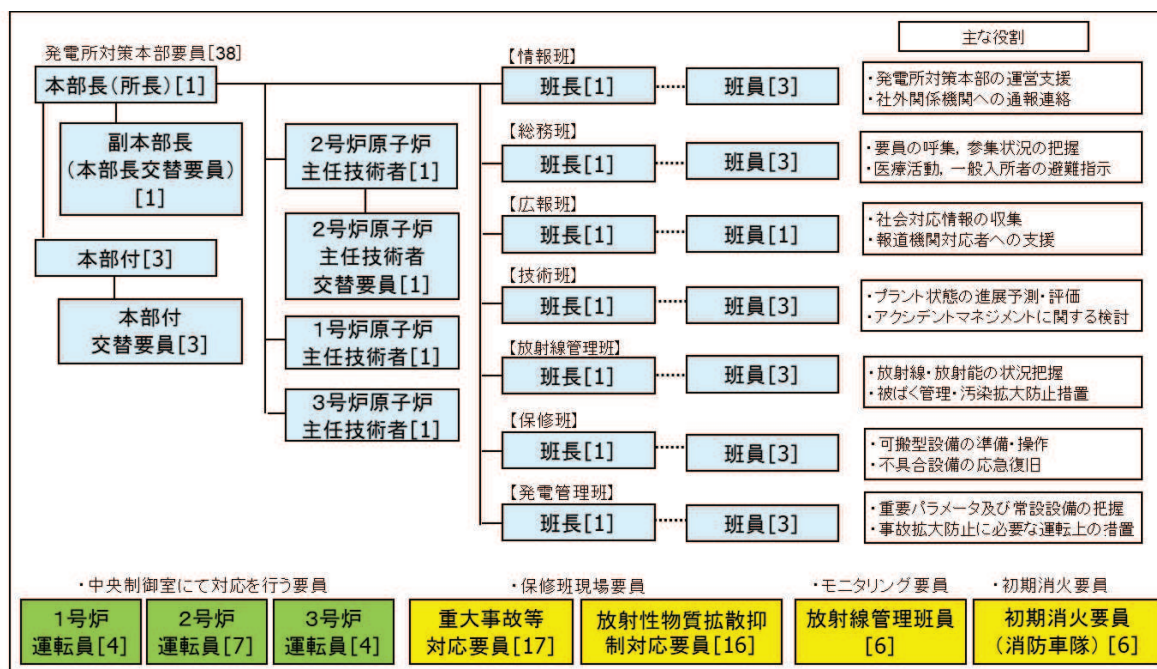 発電所対策本部要員[38]
本部長(所長)[1]
副本部長
(本部長交替要員)
[1]
本部付[3]
本部付
交替要員[3]
2号炉原子炉
主任技術者[1]
2号炉原子炉
主任技術者
交替要員[1]
1号炉原子炉
主任技術者[1]
3号炉原子炉
主任技術者[1]
主な役割
【情報班】
班長[1]
班員[3]
・発電所対策本部の運営支援
・社外関係機関への通報連絡
【総務班】
班長[1]
班員[3]
・要員の呼集，参集状況の把握
・医療活動，一般入所者の避難指示
【広報班】
班長[1]
班員[1]
・社会対応情報の収集
・報道機関対応者への支援
【技術班】
班長[1]
班員[3]
・プラント状態の進展予測・評価
・アクシデントマネジメントに関する検討
【放射線管理班】
班長[1]
班員[3]
・放射線・放射能の状況把握
・被ばく管理・汚染拡大防止措置
【保修班】
班長[1]
班員[3]
・可搬型設備の準備・操作
・不具合設備の応急復旧
【発電管理班】
班長[1]
班員[3]
・重要パラメータ及び常設設備の把握
・事故拡大防止に必要な運転上の措置
・中央制御室にて対応を行う要員
1号炉
運転員[4]
2号炉
運転員[7]
3号炉
運転員[4]
・保修班現場要員
重大事故等
対応要員[17]
放射性物質拡散抑
制対応要員[16]
・モニタリング要員
放射線管理班員
[6]
・初期消火要員
初期消火要員
(消防車隊)[6]